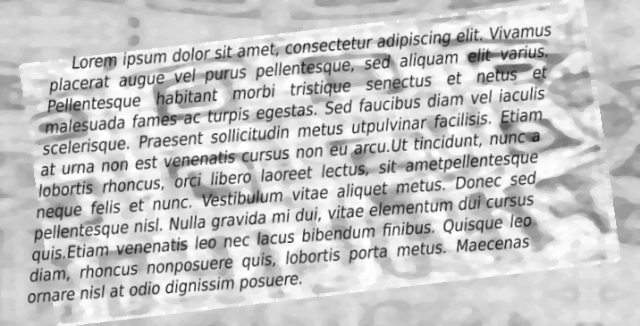 Lorem ipsum dolor sit amet, consectetur adipiscing elit. Vivamus
placerat augue vel purus pellentesque, sed aliquam elit varius.
Pellentesque habitant morbi tristique senectus et netus et
malesuada fames ac turpis egestas. Sed faucibus diam vel iaculis
scelerisque. Praesent sollicitudin metus utpulvinar facilisis. Etiam
at urna non est venenatis cursus non eu arcu.Ut tincidunt, nunc a
lobortis rhoncus, orci libero laoreet lectus, sit ametpellentesque
neque felis et nunc. Vestibulum vitae aliquet metus. Donec sed
pellentesque nisl. Nulla gravida mi dui, vitae elementum dui cursus
quis.Etiam venenatis leo nec lacus bibendum finibus. Quisque leo
diam, rhoncus nonposuere quis, lobortis porta metus. Maecenas
ornare nisl at odio dignissim posuere.